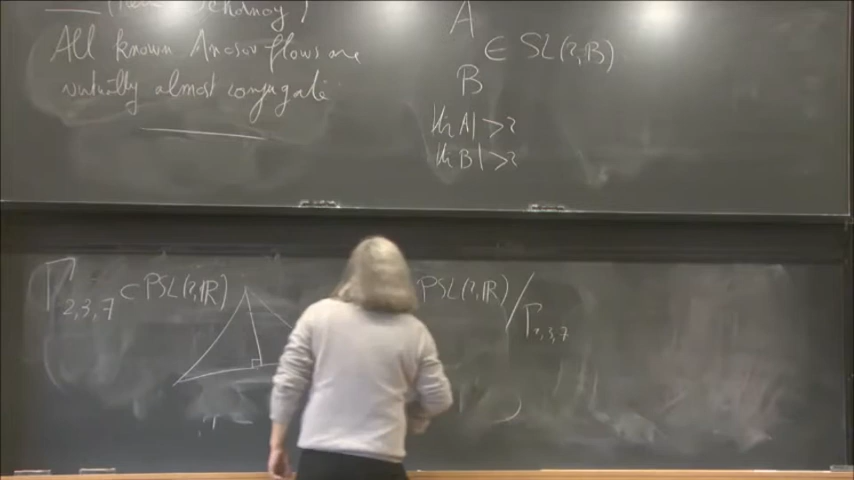 All known Anosov flows are
mutually almost conjugate
A
∈ SL(2,R)
B
|tr A| >2
|tr B| >2
Γ2,3,7 ⊂ PSL(2,R)
PSL(2,R) / Γ2,3,7